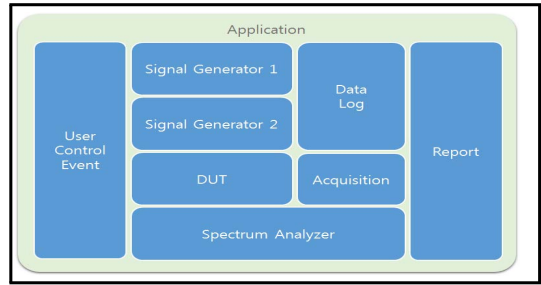 Application
User
Control
Event
Signal Generator 1
Signal Generator 2
DUT
Data
Log
Acquisition
Spectrum Analyzer
Report